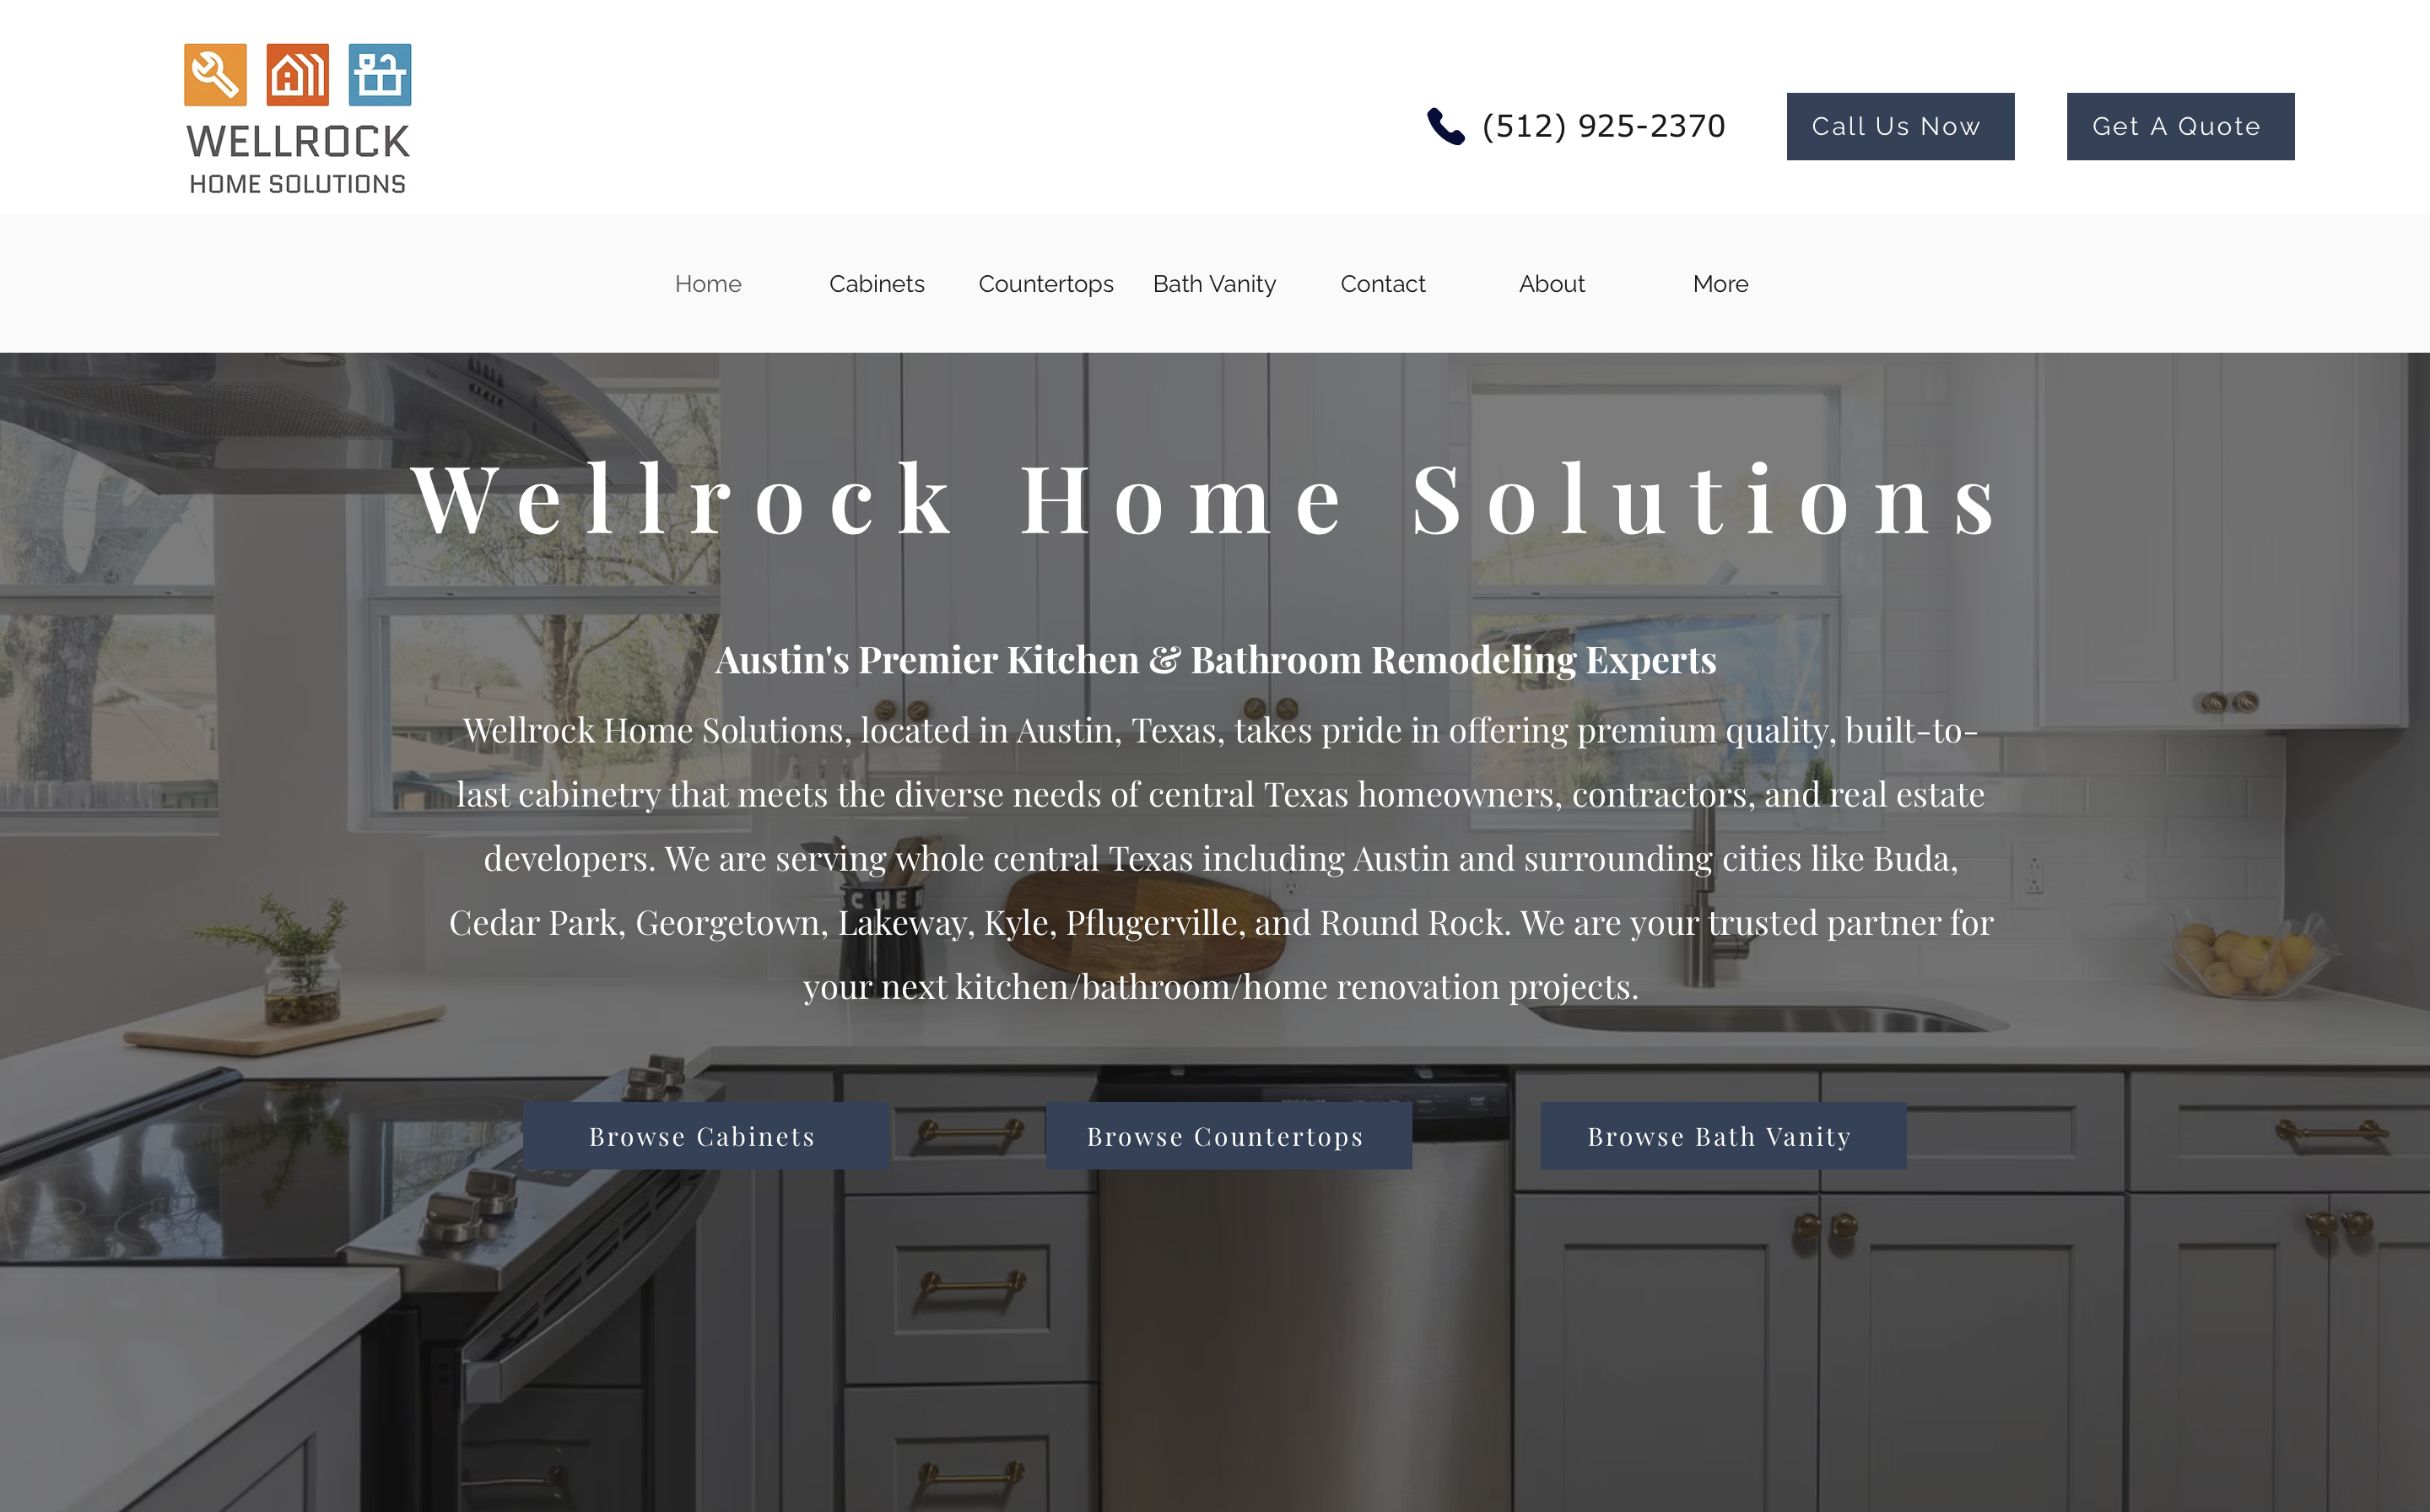 WELLROCK
HOME SOLUTIONS
(512) 925-2370
Call Us Now
Get A Quote
Home
Cabinets
Countertops
Bath Vanity
Contact
About
More
Wellrock Home Solutions
Austin's Premier Kitchen & Bathroom Remodeling Experts
Wellrock Home Solutions, located in Austin, Texas, takes pride in offering premium quality, built-to-
last cabinetry that meets the diverse needs of central Texas homeowners, contractors, and real estate
developers. We are serving whole central Texas including Austin and surrounding cities like Buda,
Cedar Park, Georgetown, Lakeway, Kyle, Pflugerville, and Round Rock. We are your trusted partner for
your next kitchen/bathroom/home renovation projects.
Browse Cabinets
Browse Countertops
Browse Bath Vanity